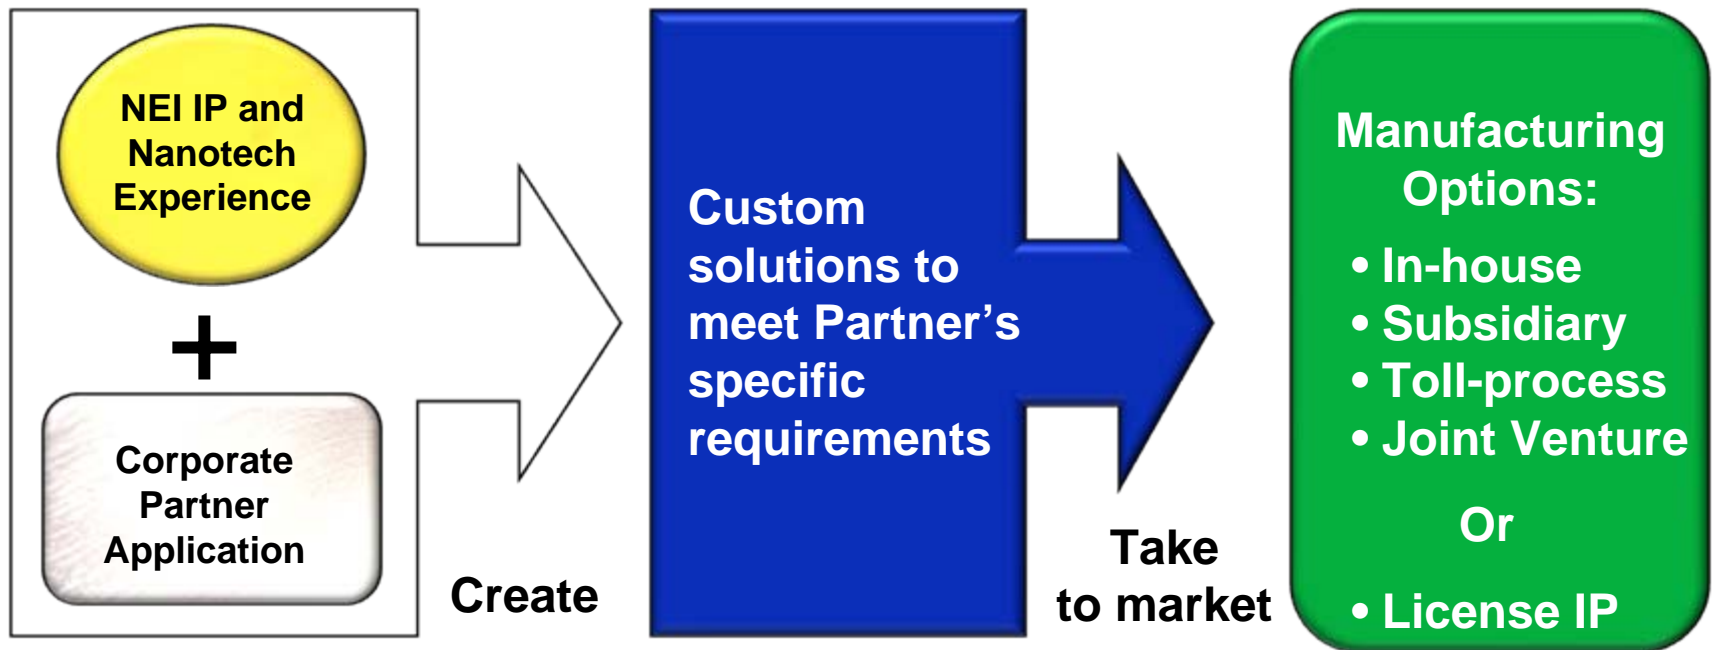 NEI IP and
Nanotech
Experience
+
Corporate
Partner
Application
Create
Custom
solutions to
meet Partner’s
specific
requirements
Take
to market
Manufacturing
Options:
• In-house
• Subsidiary
• Toll-process
• Joint Venture
Or
• License IP